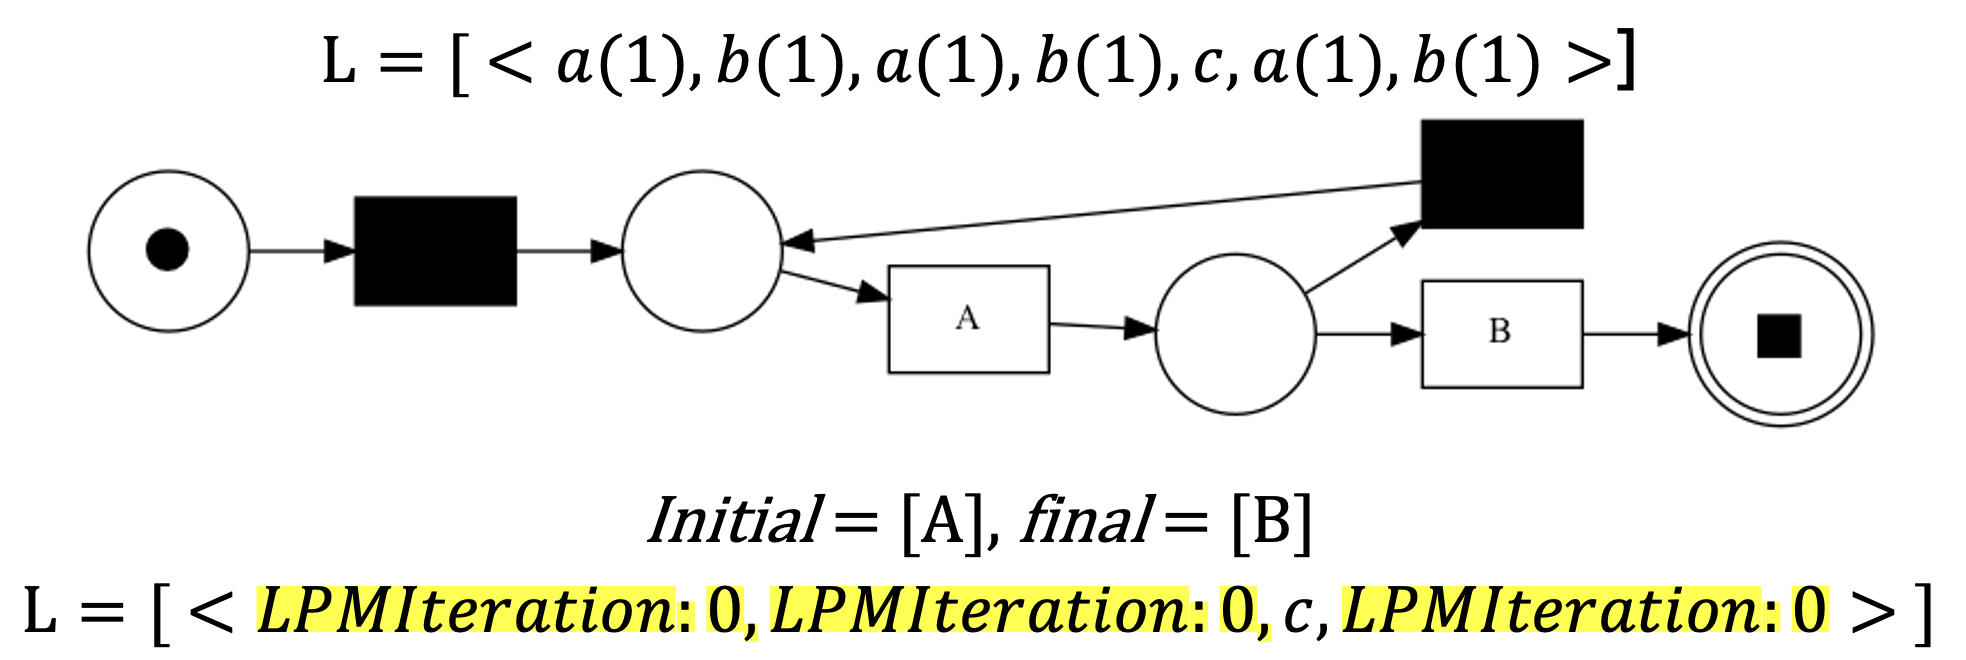 L = [ < a(1), b(1), a(1), b(1), c, a(1), b(1) >]
A
B
Initial = [A], final = [B]
L = [ < LPMIteration: 0, LPMIteration: 0, c, LPMIteration: 0 > ]